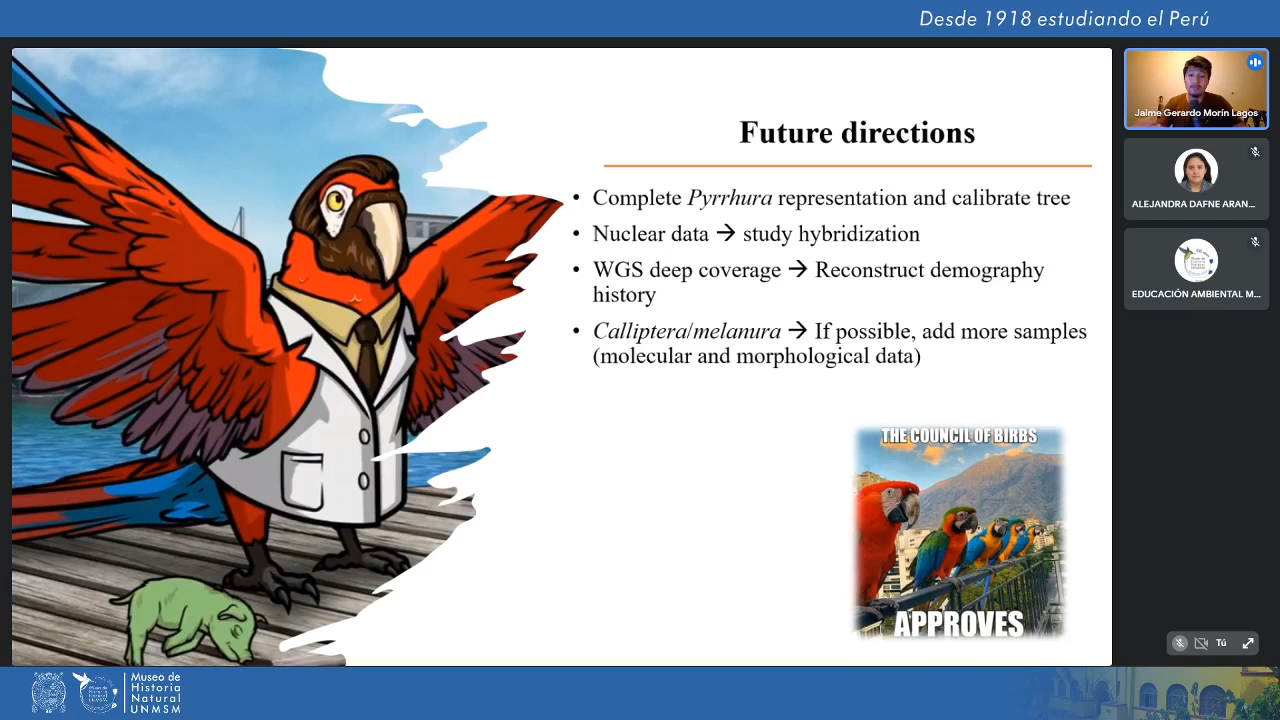 Desde 1918 estudiando el Perú
Future directions
• Complete Pyrrhura representation and calibrate tree
• Nuclear data → study hybridization
• WGS deep coverage → Reconstruct demography
history
• Calliptera/melanura → If possible, add more samples
(molecular and morphological data)
THE COUNCIL OF BIRBS
APPROVES
Jaime Gerardo Morín Lagos
ALEJANDRA DAFNE ARAN...
EDUCACIÓN AMBIENTAL M...
Tú
Museo de
Historia
Natural
UNMSM